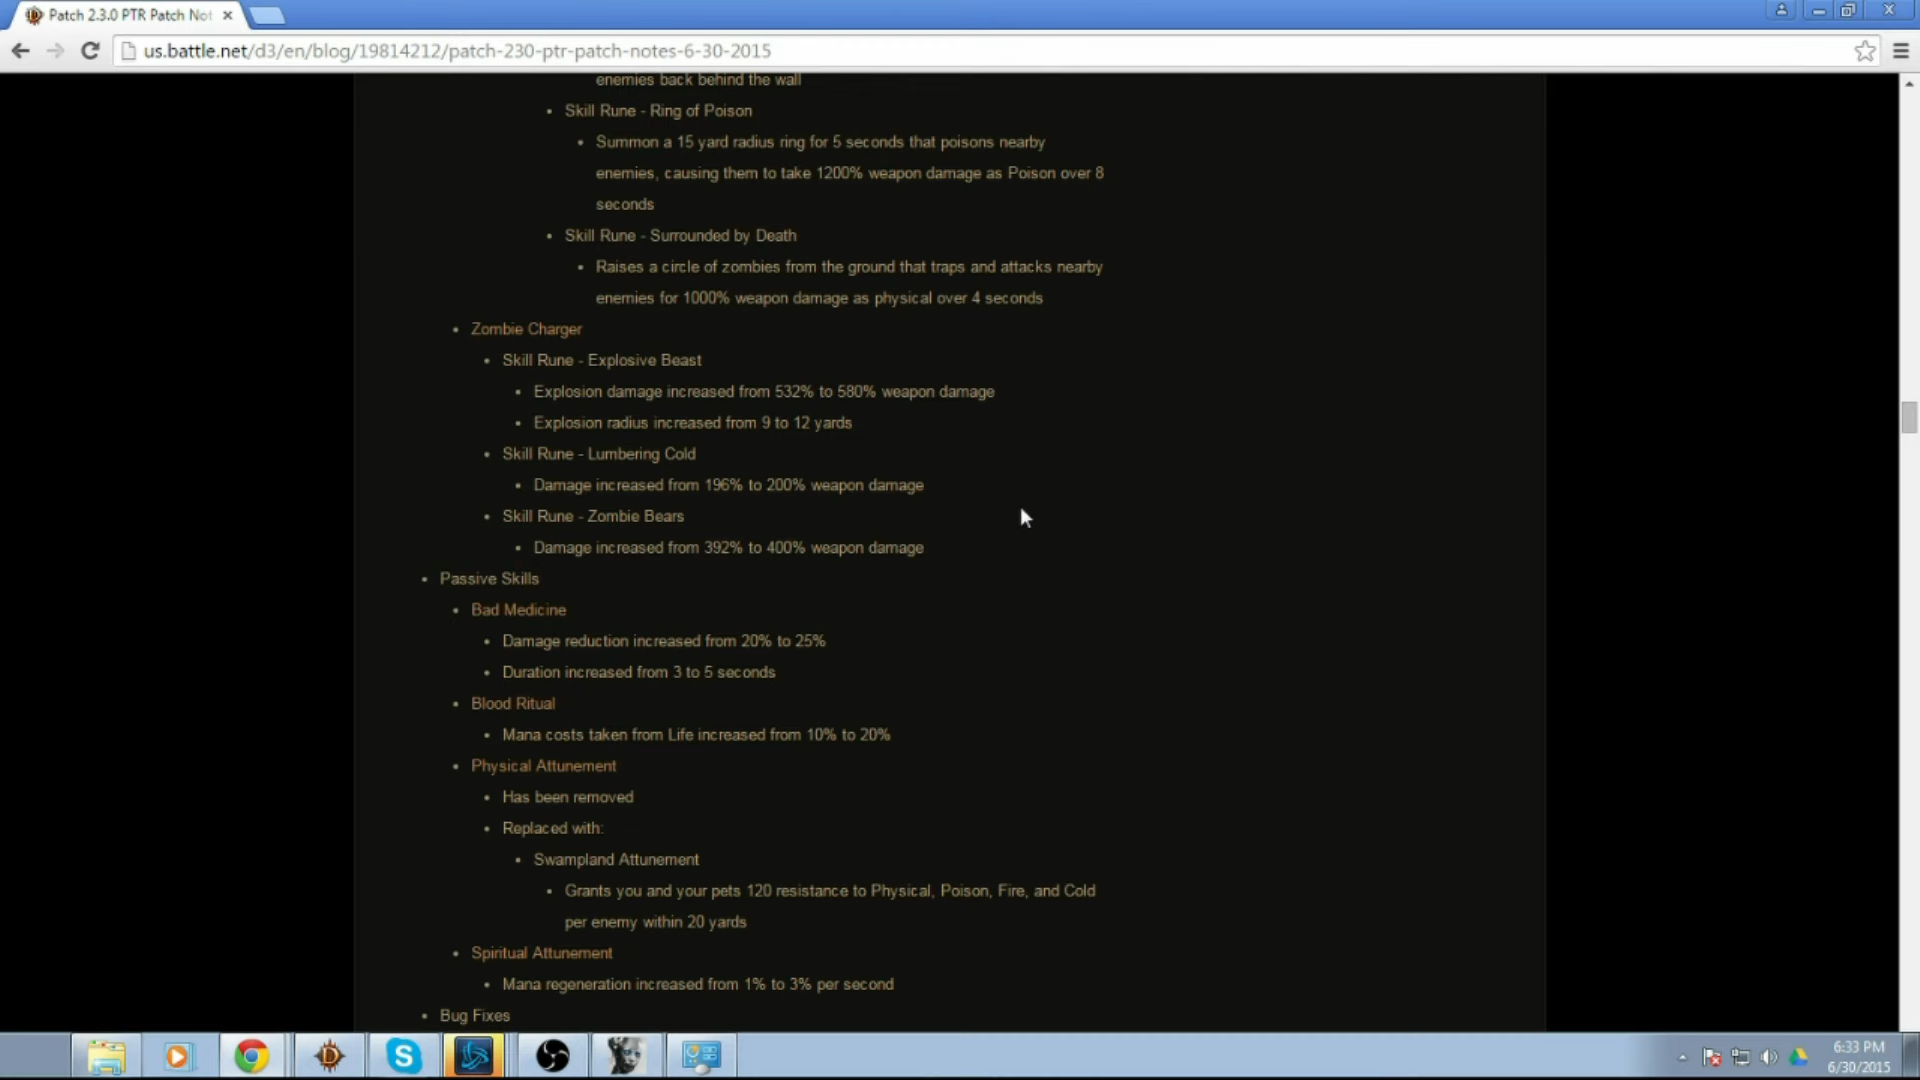 Patch 2.3.0 PTR Patch Not
us.battle.net/d3/en/blog/19814212/patch-230-ptr-patch-notes-6-30-2015
enemies back behind the wall
Skill Rune - Ring of Poison
Summon a 15 yard radius ring for 5 seconds that poisons nearby
enemies, causing them to take 1200% weapon damage as Poison over 8
seconds
Skill Rune - Surrounded by Death
Raises a circle of zombies from the ground that traps and attacks nearby
enemies for 1000% weapon damage as physical over 4 seconds
Zombie Charger
Skill Rune - Explosive Beast
Explosion damage increased from 532% to 580% weapon damage
Explosion radius increased from 9 to 12 yards
Skill Rune - Lumbering Cold
Damage increased from 196% to 200% weapon damage
Skill Rune - Zombie Bears
Damage increased from 392% to 400% weapon damage
Passive Skills
Bad Medicine
Damage reduction increased from 20% to 25%
Duration increased from 3 to 5 seconds
Blood Ritual
Mana costs taken from Life increased from 10% to 20%
Physical Attunement
Has been removed
Replaced with:
Swampland Attunement
Grants you and your pets 120 resistance to Physical, Poison, Fire, and Cold
per enemy within 20 yards
Spiritual Attunement
Mana regeneration increased from 1% to 3% per second
Bug Fixes
6:33 PM
6/30/2015